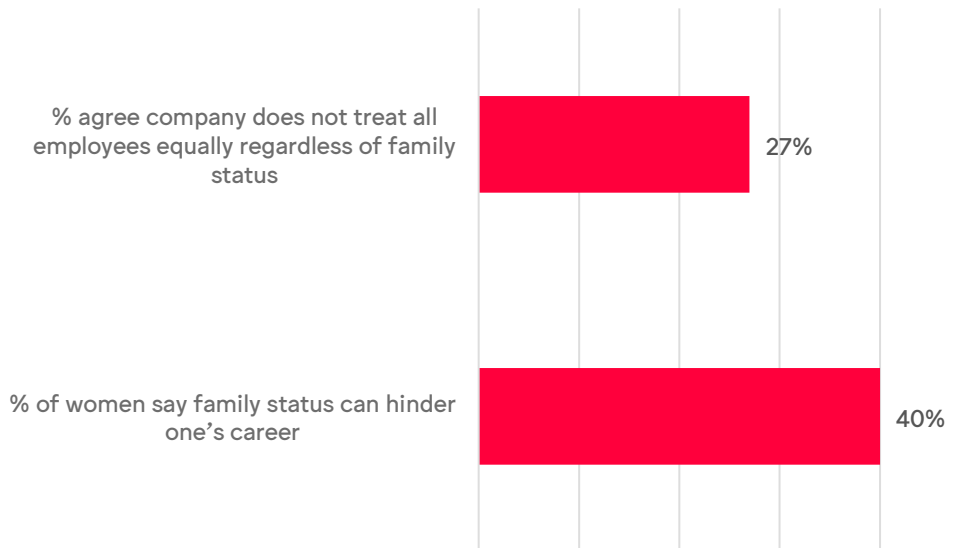 % agree company does not treat all
employees equally regardless of family
status
27%
% of women say family status can hinder
one’s career
40%